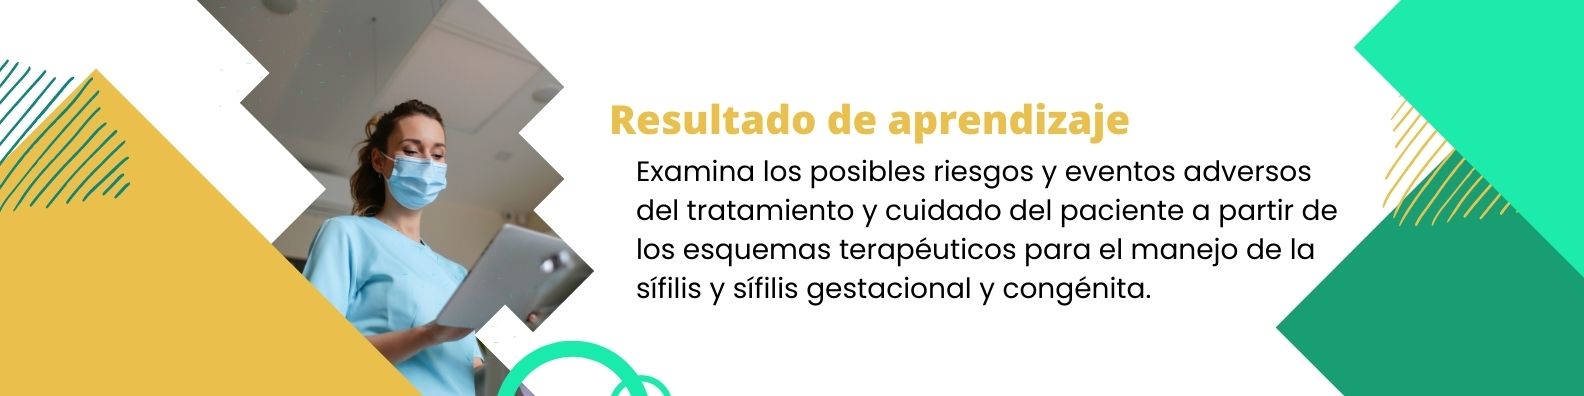 Resultado de aprendizaje
Examina los posibles riesgos y eventos adversos
del tratamiento y cuidado del paciente a partir de
los esquemas terapéuticos para el manejo de la
sífilis y sífilis gestacional y congénita.